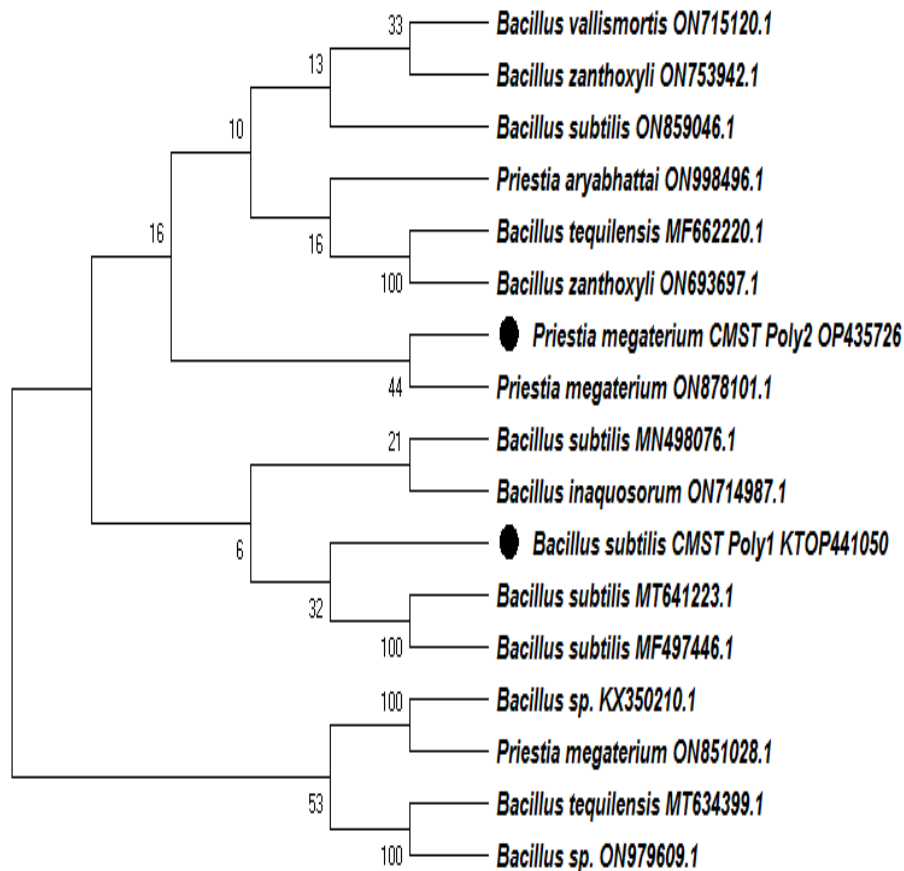 33
Bacillus vallismortis ON715120.1
13
Bacillus zanthoxyli ON753942.1
10
Bacillus subtilis ON859046.1
Priestia aryabhattai ON998496.1
16
16
Bacillus tequilensis MF662220.1
100
Bacillus zanthoxyli ON693697.1
Priestia megaterium CMST Poly2 OP435726
44
Priestia megaterium ON878101.1
21
Bacillus subtilis MN498076.1
Bacillus inaquosorum ON714987.1
6
Bacillus subtilis CMST Poly1 KTOP441050
32
Bacillus subtilis MT641223.1
100
Bacillus subtilis MF497446.1
100
Bacillus sp. KX350210.1
Priestia megaterium ON851028.1
53
Bacillus tequilensis MT634399.1
100
Bacillus sp. ON979609.1